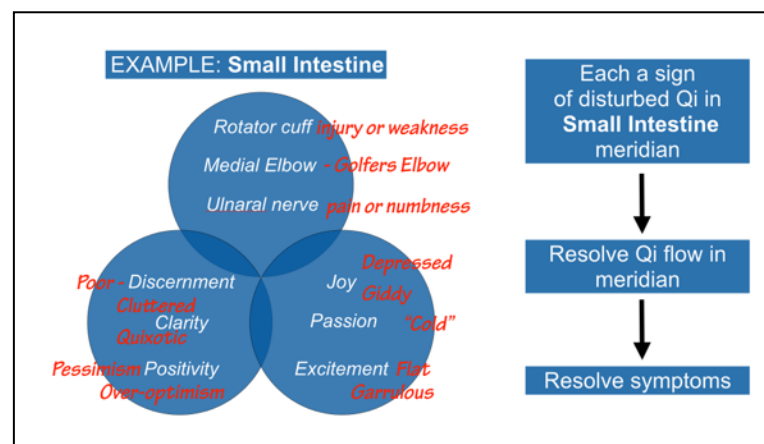 EXAMPLE: Small Intestine
Rotator cuff Injury or weakness
Medial Elbow - Golfers Elbow
Ulnaral nerve pain or numbness
Poor - Discernment
Cluttered
Clarity
Quixotic
Pessimism Positivity
Over-optimism
Depressed
Joy
Giddy
Passion "Cold"
Excitement Flat
Garrulous
Each a sign
of disturbed Qi in
Small Intestine
meridian
Resolve Qi flow in
meridian
Resolve symptoms